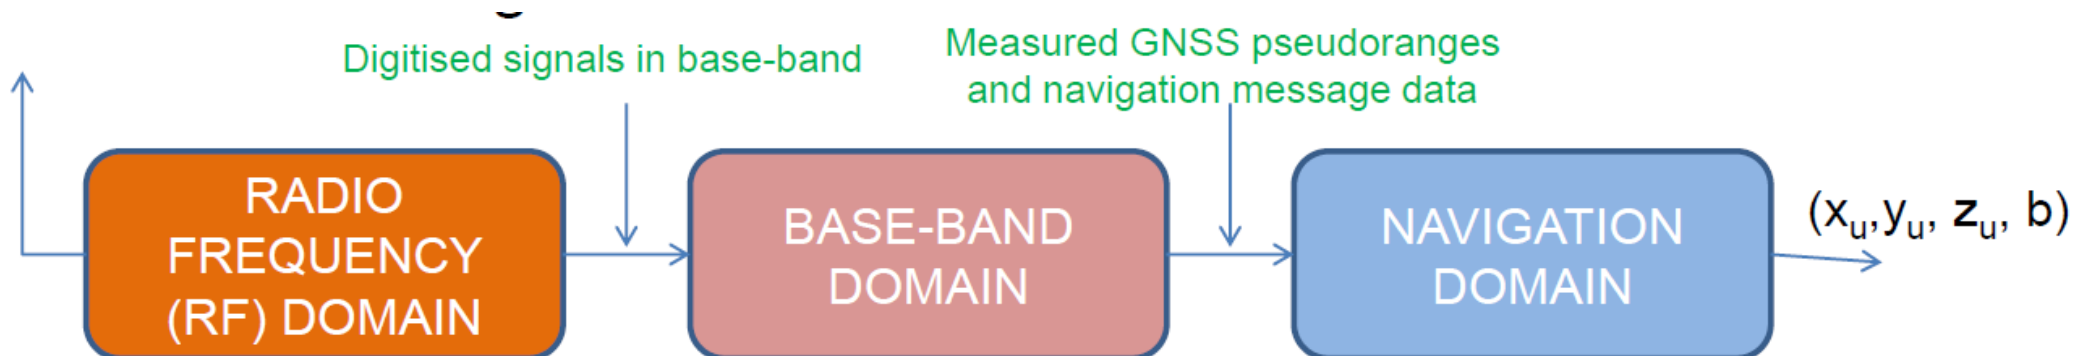 Digitised signals in base-band
Measured GNSS pseudoranges
and navigation message data
RADIO
FREQUENCY
(RF) DOMAIN
BASE-BAND
DOMAIN
NAVIGATION
DOMAIN
(xu,yu, zu, b)